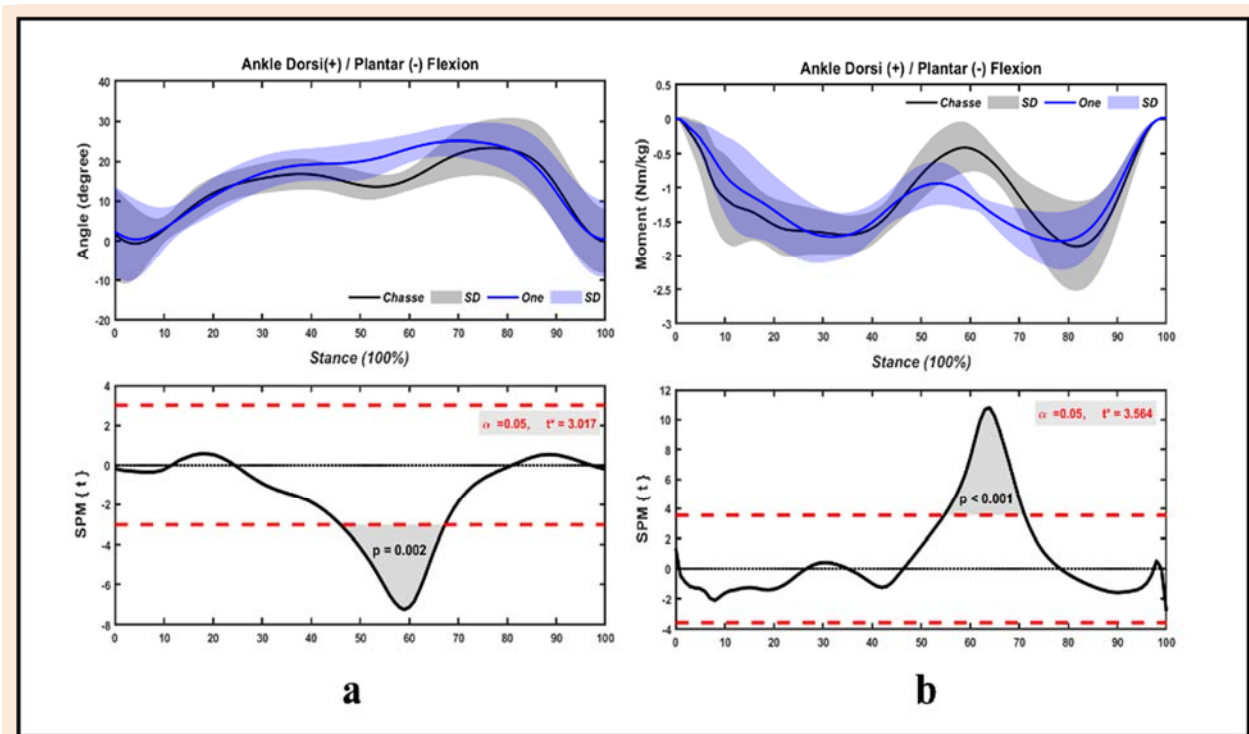 Ankle Dorsi(+) / Plantar (-) Flexion
40
30
20
10
0
10
-20
Angle (degree)
Chasse SD One SD
0 10 20 30 40 50 60 70 80 90 100
Stance (100%)
4
2
0
-2
-4
-6
-8
SPM { t }
α =0.05, t* = 3.017
p = 0.002
0 10 20 30 40 50 60 70 80 90 100
a
Ankle Dorsi (+) / Plantar (-) Flexion
0.5
0
-0.5
-1
-1.5
-2
-2.5
-3
Moment (Nm/kg)
Chasse SD One SD
0 10 20 30 40 50 60 70 80 90 100
Stance (100%)
12
10
8
6
4
2
0
-2
-4
SPM { t }
α =0.05, t* = 3.564
p < 0.001
0 10 20 30 40 50 60 70 80 90 100
b